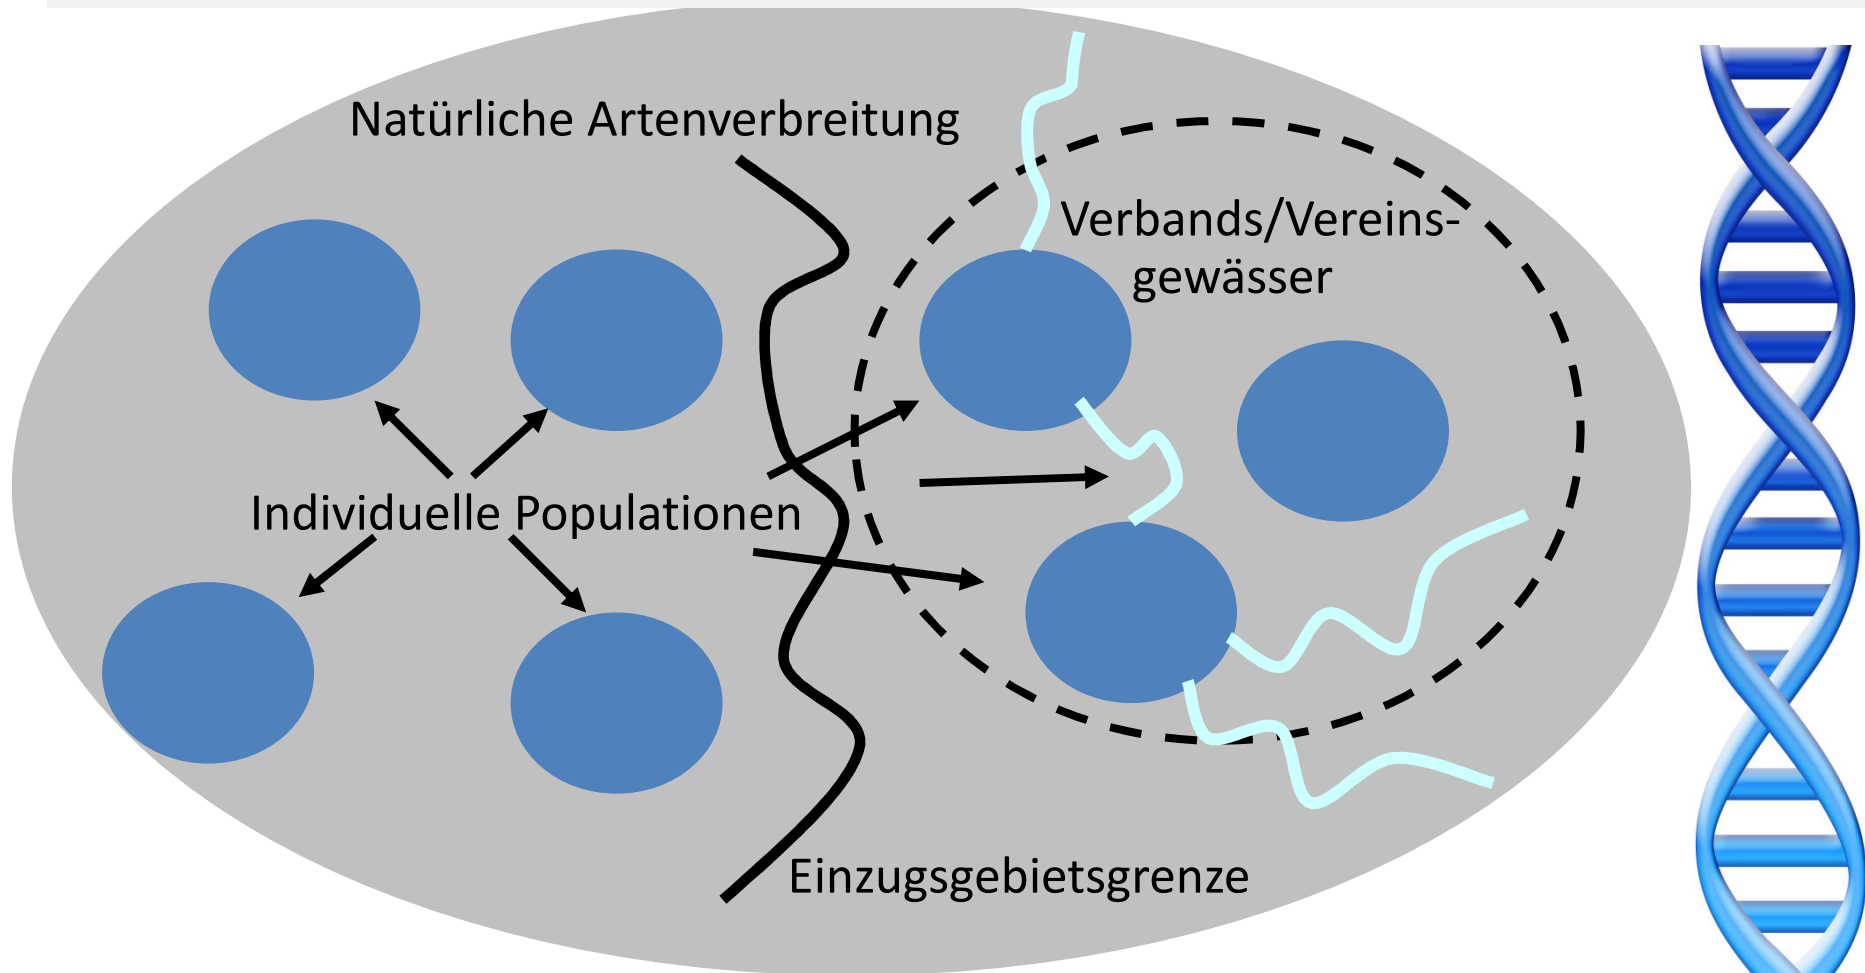 Natürliche Artenverbreitung
Verbands/Vereins-
gewässer
Individuelle Populationen
Einzugsgebietsgrenze